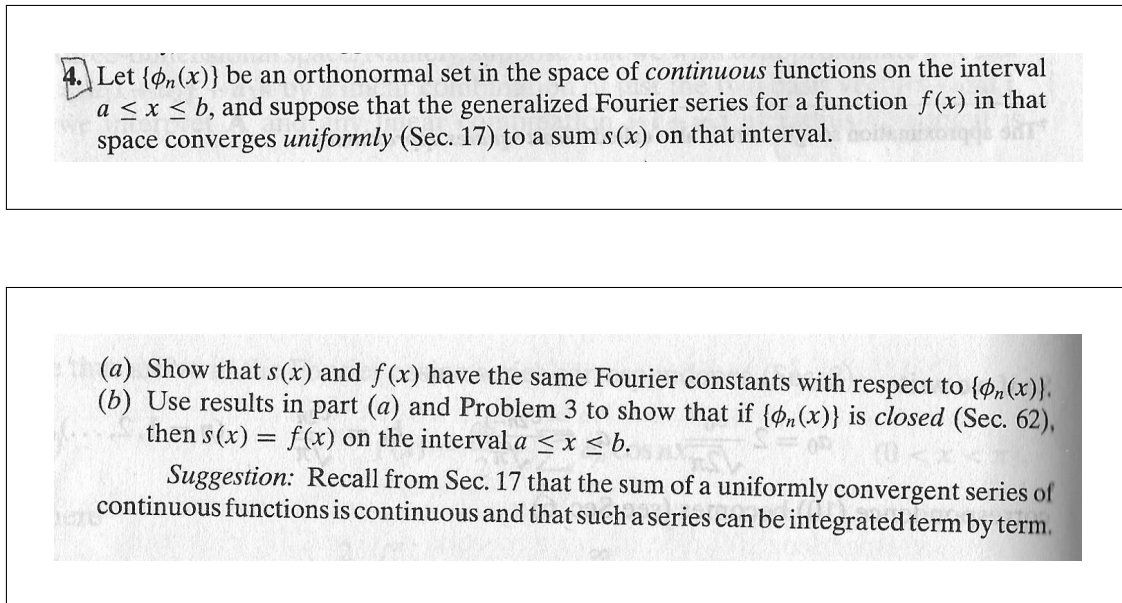 4. Let {ϕₙ(x)} be an orthonormal set in the space of continuous functions on the interval
a ≤ x ≤ b, and suppose that the generalized Fourier series for a function f(x) in that
space converges uniformly (Sec. 17) to a sum s(x) on that interval.
(a) Show that s(x) and f(x) have the same Fourier constants with respect to {ϕₙ(x)}.
(b) Use results in part (a) and Problem 3 to show that if {ϕₙ(x)} is closed (Sec. 62),
then s(x) = f(x) on the interval a ≤ x ≤ b.
Suggestion: Recall from Sec. 17 that the sum of a uniformly convergent series of
continuous functions is continuous and that such a series can be integrated term by term.